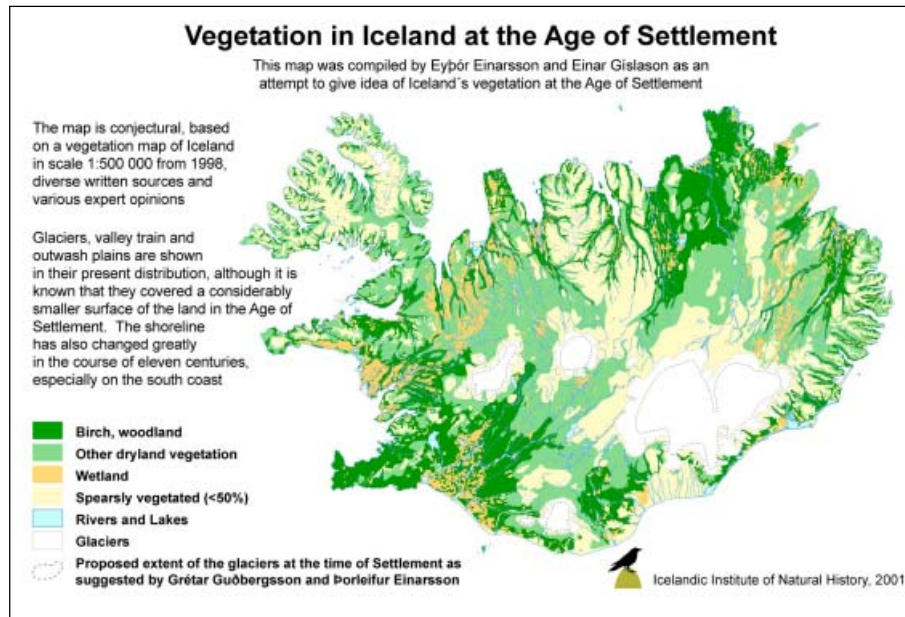 Vegetation in Iceland at the Age of Settlement
This map was compiled by Eyþór Einarsson and Einar Gíslason as an
attempt to give idea of Iceland´s vegetation at the Age of Settlement
The map is conjectural, based
on a vegetation map of Iceland
in scale 1:500 000 from 1998,
diverse written sources and
various expert opinions
Glaciers, valley train and
outwash plains are shown
in their present distribution, although it is
known that they covered a considerably
smaller surface of the land in the Age of
Settlement. The shoreline
has also changed greatly
in the course of eleven centuries,
especially on the south coast
Birch, woodland
Other dryland vegetation
Wetland
Spearsly vegetated (<50%)
Rivers and Lakes
Glaciers
Proposed extent of the glaciers at the time of Settlement as
suggested by Grétar Guðbergsson and Þorleifur Einarsson
Icelandic Institute of Natural History, 2001